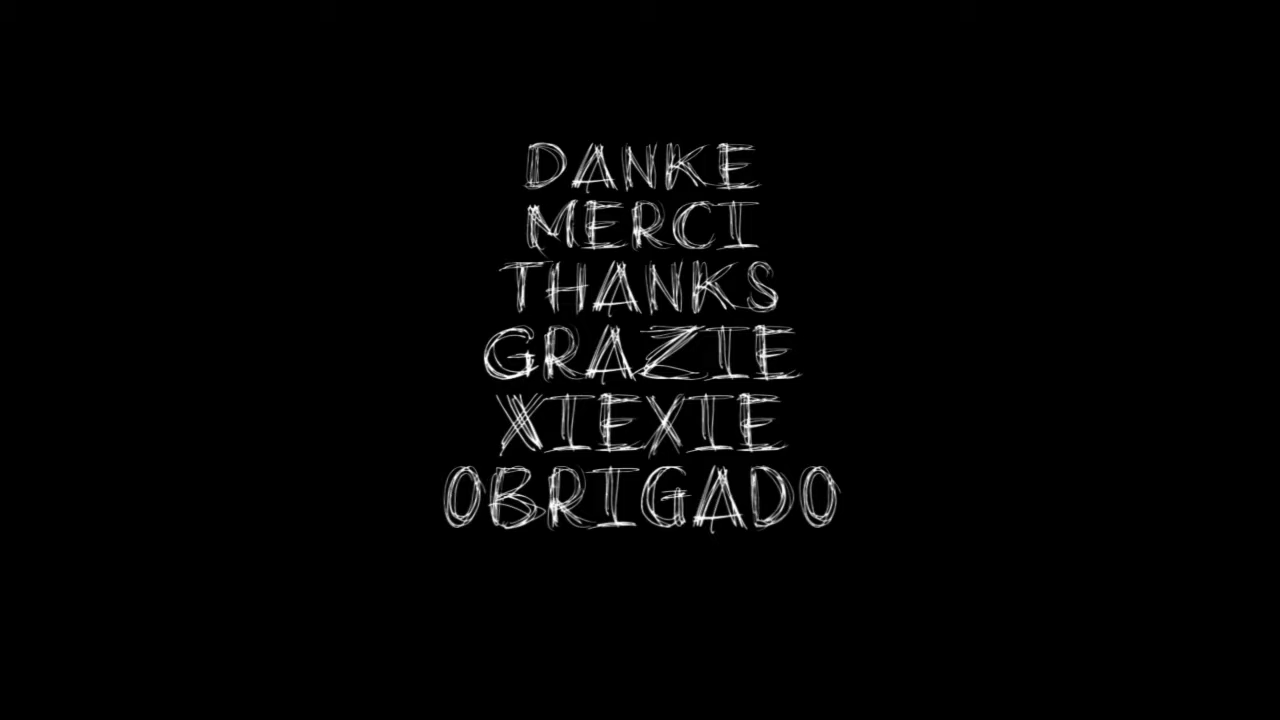 DANKE
MERCI
THANKS
GRAZIE
XIEXIE
OBRIGADO